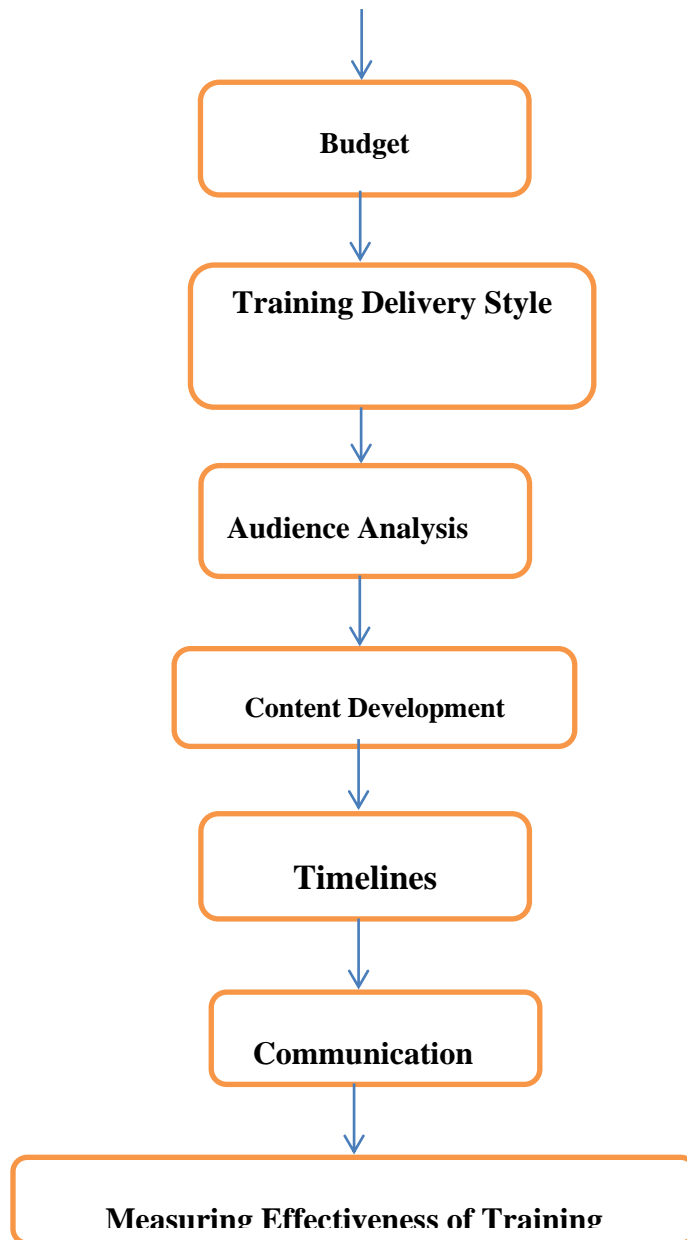 Budget
Training Delivery Style
Audience Analysis
Content Development
Timelines
Communication
Measuring Effectiveness of Training